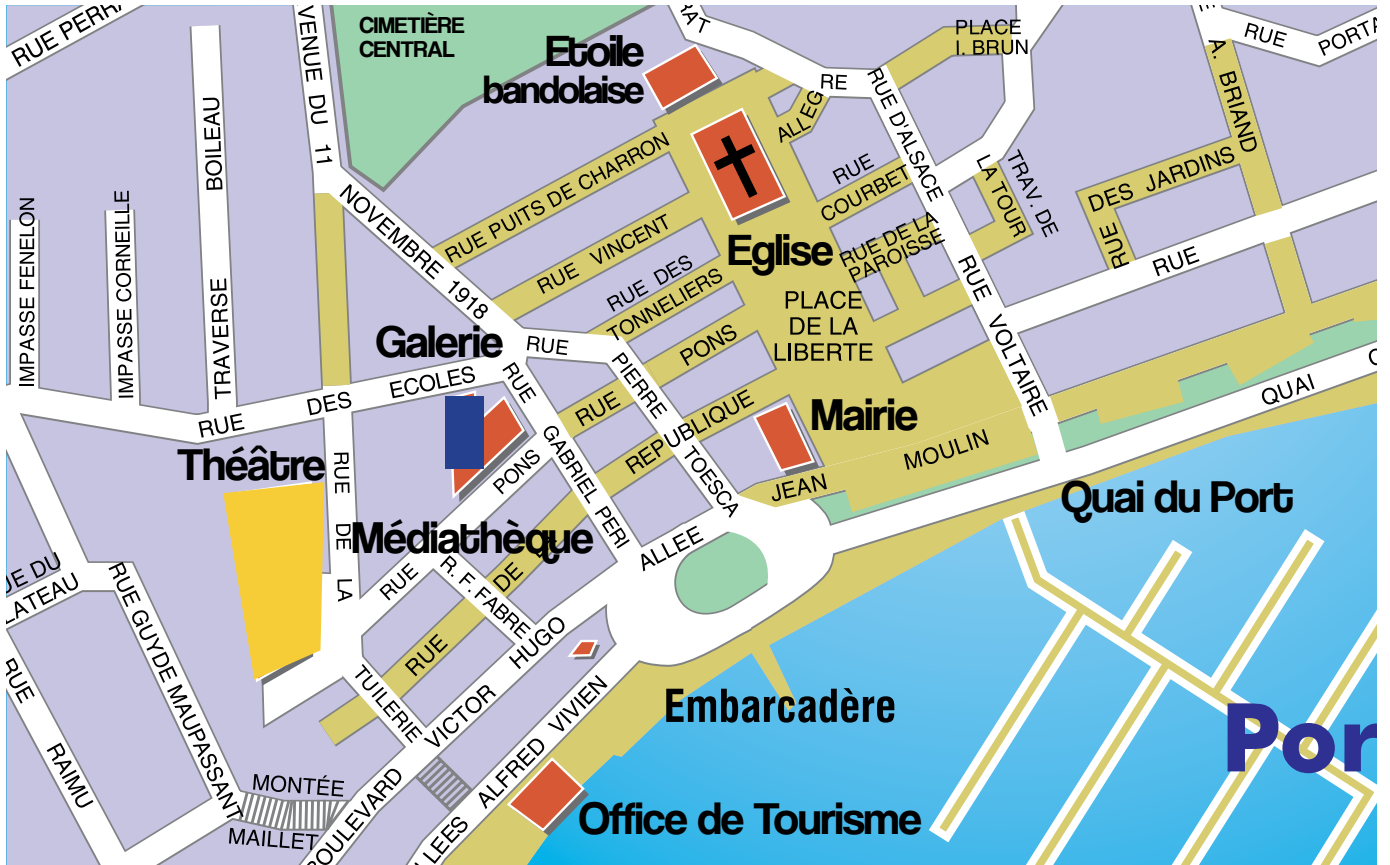 RUE PERRA
VENUE DU 11
NOVEMBRE 1918
CIMETIÈRE
CENTRAL
Etoile
bandolaise
RAT
RE
PLACE
I. BRUN
RUE PORTA
A. BRIAND
ALLEG
RUE D'ALSACE
TRAVERSE BOILEAU
IMPASSE FENELON
IMPASSE CORNEILLE
RUE PUITS DE CHARRON
RUE VINCENT
RUE DES
TONNELIERS
RUE
COURBET
TRAV. DE
LA TOUR
RUE DES JARDINS
RUE DE LA
PAROISSE
Eglise
PLACE
DE LA
LIBERTE
RUE
RUE VOLTAIRE
Galerie
RUE
PIERRE TOESCA
RUE PONS
RUE DES ECOLES
RUE GABRIEL PERI
REPUBLIQUE
Mairie
JEAN MOULIN
QUAI
Théâtre
RUE DE LA
TUILERIE
RUE PONS
Médiathèque
RUE DE
R. F. FABRE
ALLEE
Quai du Port
UE DU
LATEAU
RUE GUYDE MAUPASSANT
RUE RAIMU
BOULEVARD VICTOR HUGO
LLEES ALFRED VIVIEN
Embarcadère
Por
MONTÉE
MAILLET
Office de Tourisme